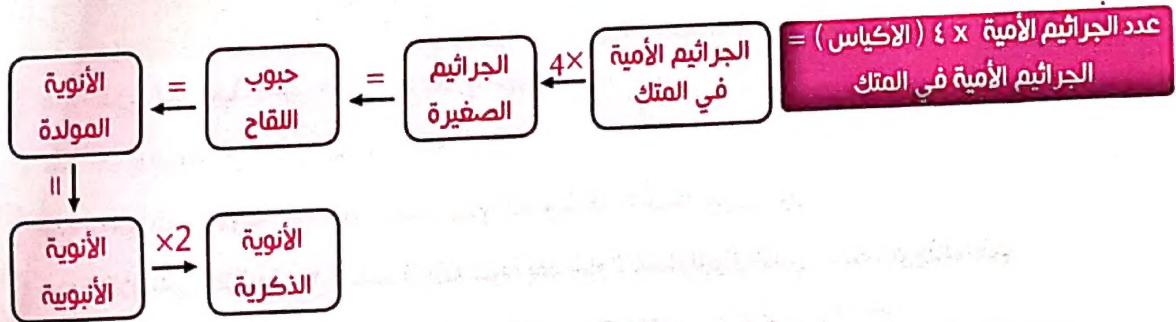 عدد الجراثيم الأمية x ٤ (الاكياس) =
الجراثيم الأمية في المتك
الجراثيم الأمية
في المتك
4×
الجراثيم
الصغيرة
=
حبوب
اللقاح
=
الأنوية
المولدة
=
الأنوية
الأنبوبية
×2
الأنوية
الذكرية